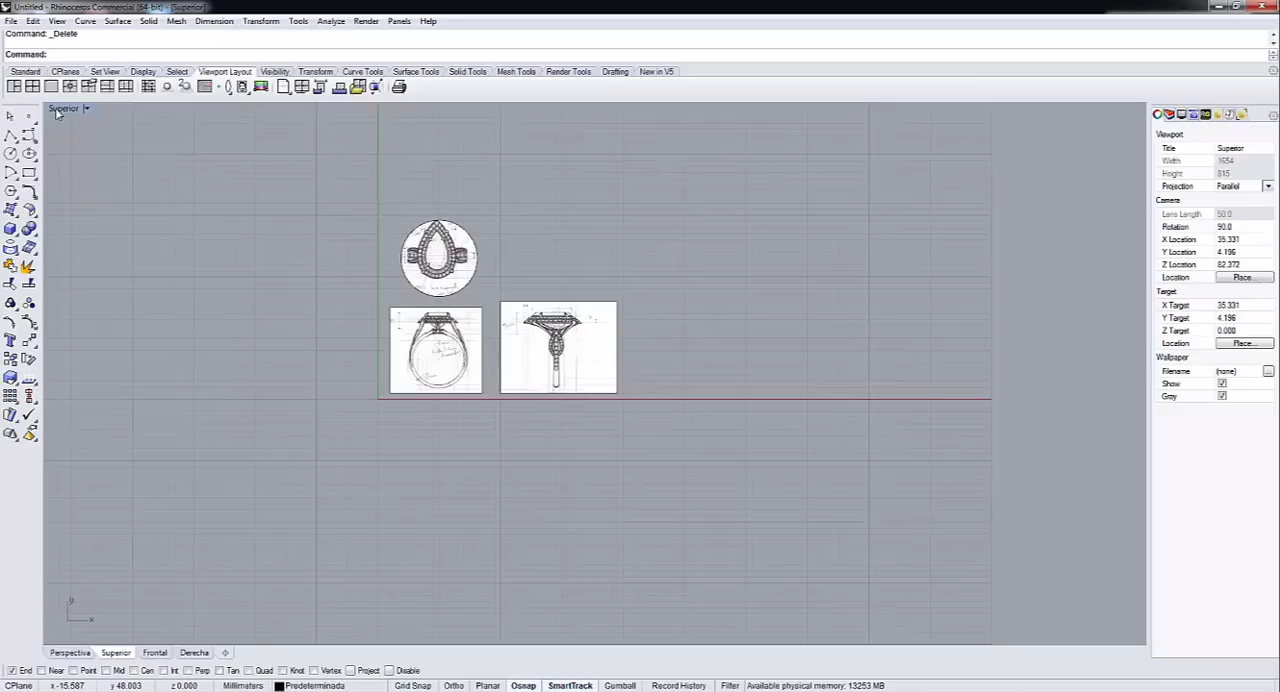 Untitled - Rhinoceros Commercial (64-bit) - [Superior]
File Edit View Curve Surface Solid Mesh Dimension Transform Tools Analyze Render Panels Help
Command: _Delete
Command:
Standard CPlanes Set View Display Select Viewport Layout Visibility Transform Curve Tools Surface Tools Solid Tools Mesh Tools Render Tools Drafting New in V5
Superior
Viewport
Title Superior
Width 1654
Height 815
Projection Parallel
Camera
Lens Length 50.0
Rotation 90.0
X Location 35.331
Y Location 4.196
Z Location 82.372
Location Place...
Target
X Target 35.331
Y Target 4.196
Z Target 0.000
Location Place...
Wallpaper
Filename (none) ...
Show
Gray
y
x
Perspectiva Superior Frontal Derecha
End Near Point Mid Cen Int Perp Tan Quad Knot Vertex Project Disable
CPlane x -15.587 y 48.003 z 0.000 Millimeters Predeterminada Grid Snap Ortho Planar Osnap SmartTrack Gumball Record History Filter Available physical memory: 13253 MB